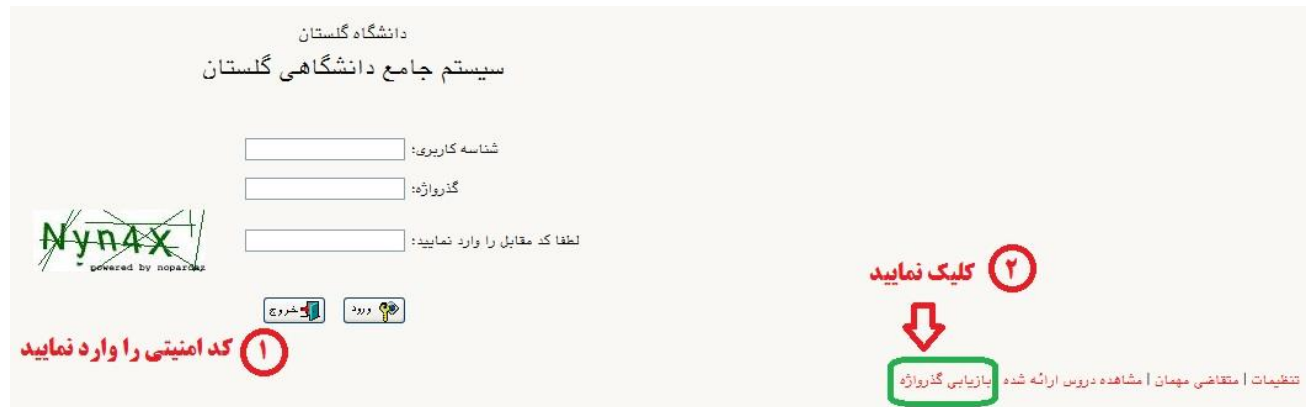 دانشگاه گلستان
سیستم جامع دانشگاهی گلستان
شناسه کاربری:
گذرواژه:
لطفا کد مقابل را وارد نمایید:
Nyn4x
powered by nopardaz
ورود
خروج
۱ کد امنیتی را وارد نمایید
۲ کلیک نمایید
تنظیمات | متقاضی مهمان | مشاهده دروس ارائه شده بازیابی گذرواژه